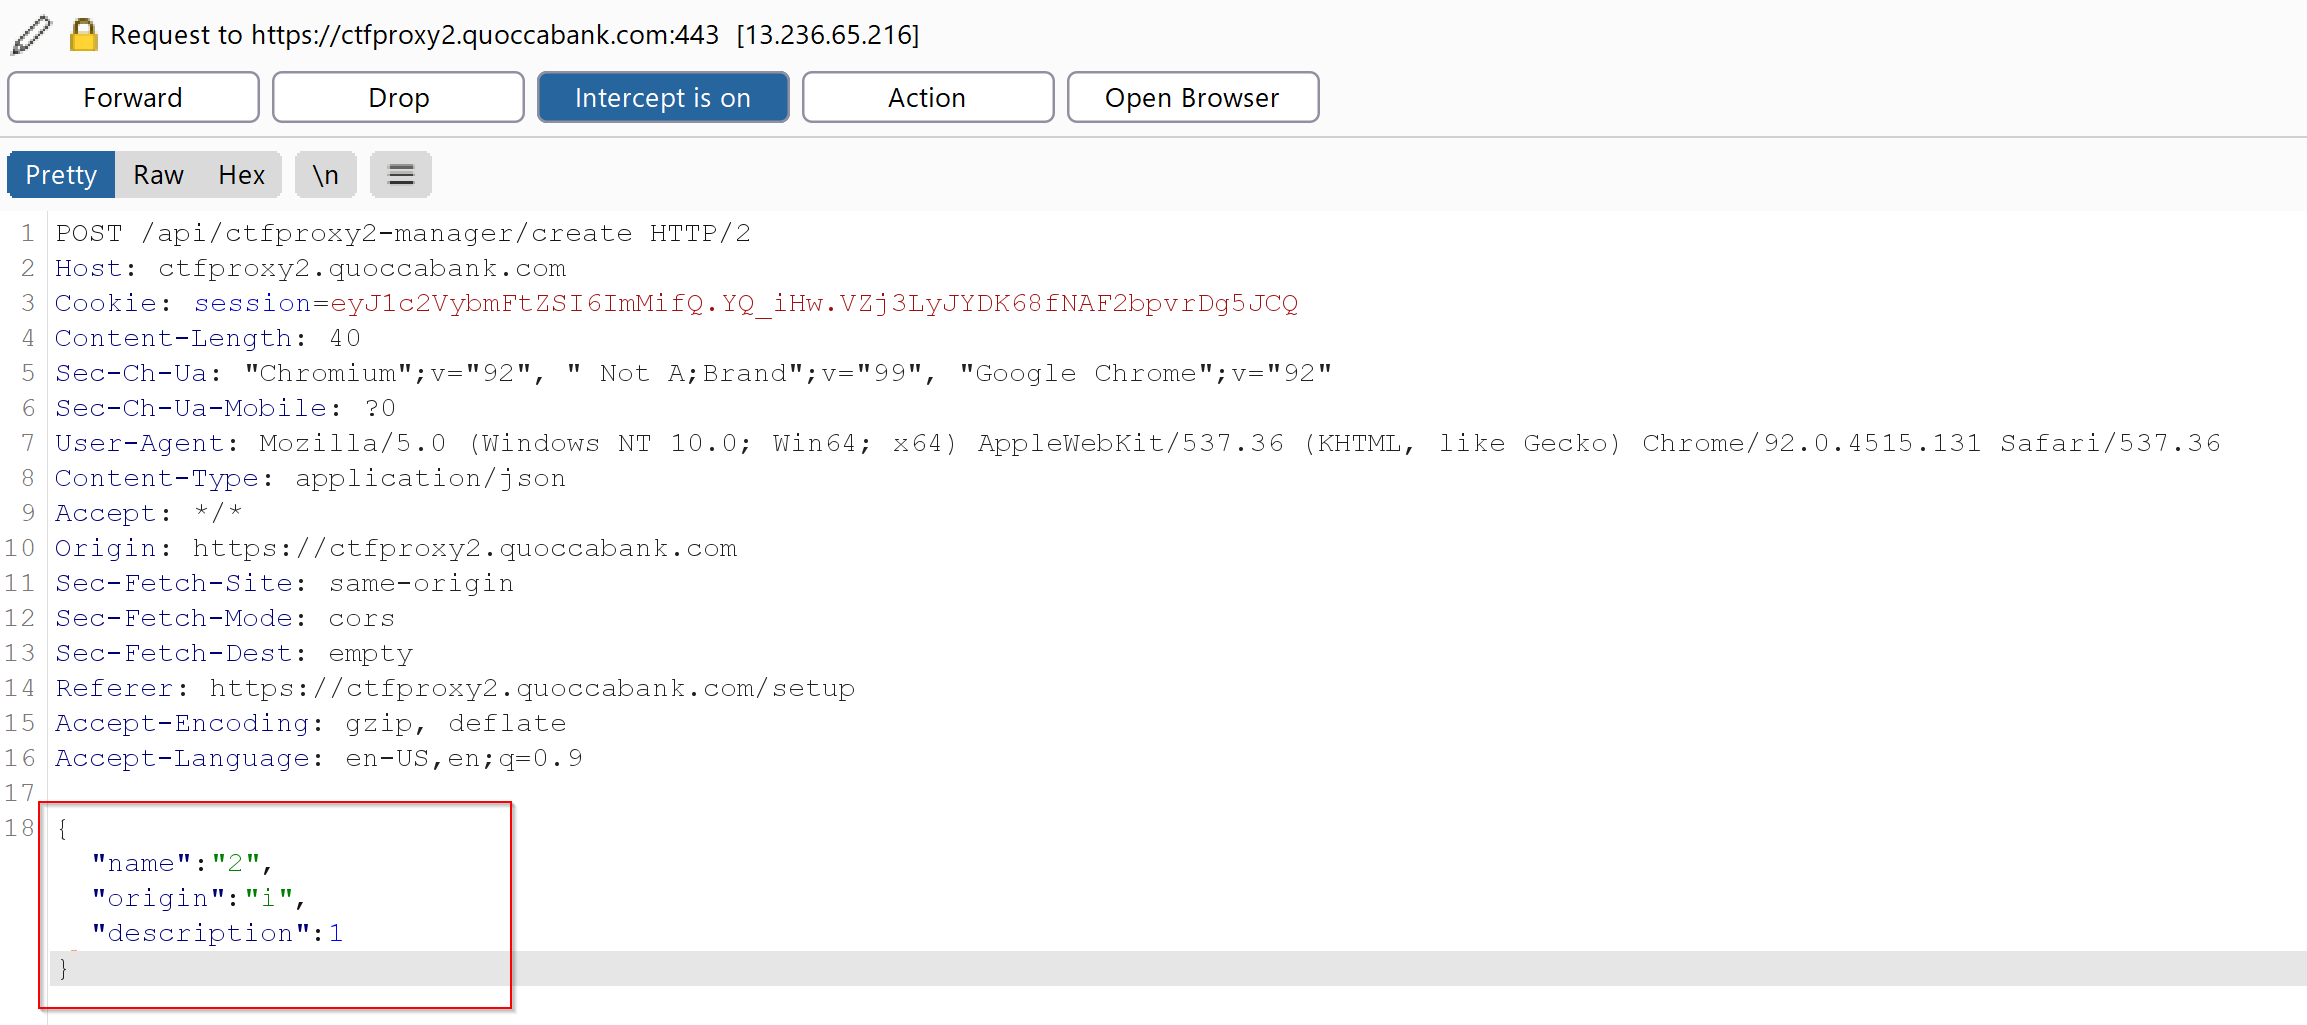 Request to https://ctfproxy2.quoccabank.com:443 [13.236.65.216]
Forward Drop Intercept is on Action Open Browser
Pretty Raw Hex \n
1 POST /api/ctfproxy2-manager/create HTTP/2
2 Host: ctfproxy2.quoccabank.com
3 Cookie: session=eyJ1c2VybmFtZSI6ImMifQ.YQ_iHw.VZj3LyJYDK68fNAF2bpvrDg5JCQ
4 Content-Length: 40
5 Sec-Ch-Ua: "Chromium";v="92", " Not A;Brand";v="99", "Google Chrome";v="92"
6 Sec-Ch-Ua-Mobile: ?0
7 User-Agent: Mozilla/5.0 (Windows NT 10.0; Win64; x64) AppleWebKit/537.36 (KHTML, like Gecko) Chrome/92.0.4515.131 Safari/537.36
8 Content-Type: application/json
9 Accept: */*
10 Origin: https://ctfproxy2.quoccabank.com
11 Sec-Fetch-Site: same-origin
12 Sec-Fetch-Mode: cors
13 Sec-Fetch-Dest: empty
14 Referer: https://ctfproxy2.quoccabank.com/setup
15 Accept-Encoding: gzip, deflate
16 Accept-Language: en-US,en;q=0.9
17
18 {
"name":"2",
"origin":"i",
"description":1
}